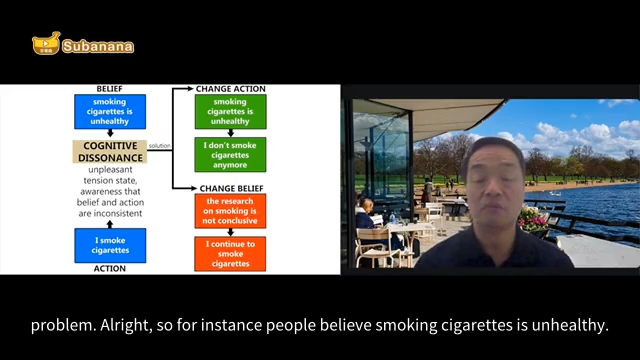 Subanana
BELIEF
smoking
cigarettes is
unhealthy
COGNITIVE
DISSONANCE
unpleasant
tension state,
awareness that
belief and action
are inconsistent
I smoke
cigarettes
ACTION
solution
CHANGE ACTION
smoking
cigarettes is
unhealthy
I don't smoke
cigarettes
anymore
CHANGE BELIEF
the research
on smoking is
not conclusive
I continue to
smoke
cigarettes
problem. Alright, so for instance people believe smoking cigarettes is unhealthy.